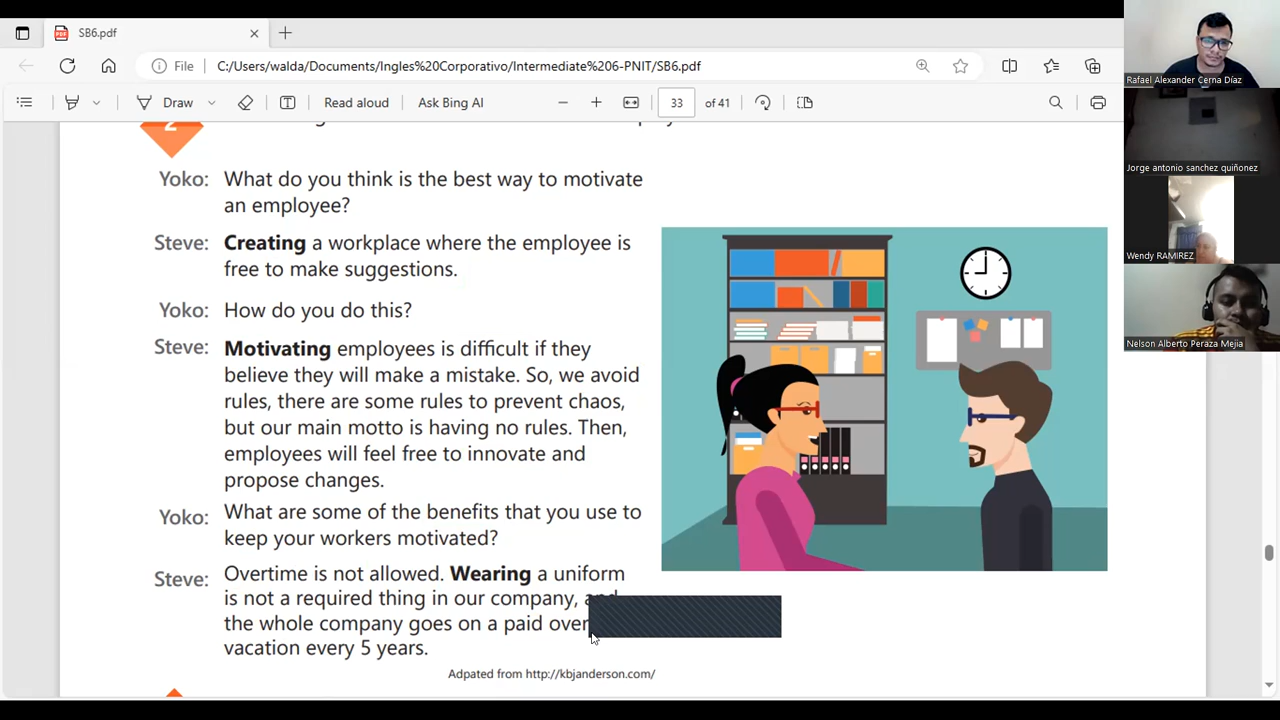 SB6.pdf
File
C:/Users/walda/Documents/Ingles%20Corporativo/Intermediate%206-PNIT/SB6.pdf
Draw
Read aloud
Ask Bing AI
33
of 41
2
Yoko: What do you think is the best way to motivate
an employee?
Steve: Creating a workplace where the employee is
free to make suggestions.
Yoko: How do you do this?
Steve: Motivating employees is difficult if they
believe they will make a mistake. So, we avoid
rules, there are some rules to prevent chaos,
but our main motto is having no rules. Then,
employees will feel free to innovate and
propose changes.
Yoko: What are some of the benefits that you use to
keep your workers motivated?
Steve: Overtime is not allowed. Wearing a uniform
is not a required thing in our company,
the whole company goes on a paid
vacation every 5 years.
Adpated from http://kbjanderson.com/
Rafael Alexander Cerna Díaz
Jorge antonio sanchez quiñonez
Wendy RAMIREZ
Nelson Alberto Peraza Mejia